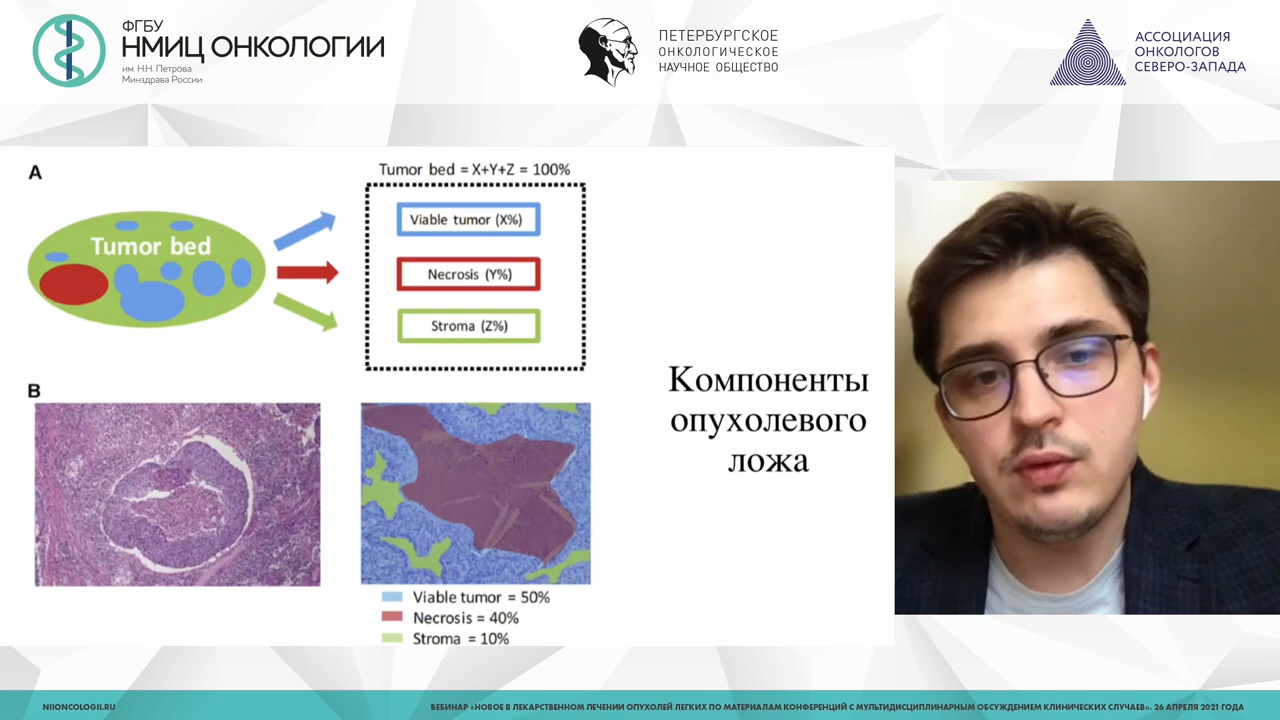 ФГБУ
НМИЦ ОНКОЛОГИИ
им. Н.Н. Петрова
Минздрава России
ПЕТЕРБУРГСКОЕ
ОНКОЛОГИЧЕСКОЕ
НАУЧНОЕ ОБЩЕСТВО
АССОЦИАЦИЯ
ОНКОЛОГОВ
СЕВЕРО-ЗАПАДА
A
Tumor bed = X+Y+Z = 100%
Tumor bed
Viable tumor (X%)
Necrosis (Y%)
Stroma (Z%)
B
Viable tumor = 50%
Necrosis = 40%
Stroma = 10%
Компоненты
опухолевого
ложа
NIIONCOLOGII.RU
ВЕБИНАР «НОВОЕ В ЛЕКАРСТВЕННОМ ЛЕЧЕНИИ ОПУХОЛЕЙ ЛЕГКИХ ПО МАТЕРИАЛАМ КОНФЕРЕНЦИЙ С МУЛЬТИДИСЦИПЛИНАРНЫМ ОБСУЖДЕНИЕМ КЛИНИЧЕСКИХ СЛУЧАЕВ». 26 АПРЕЛЯ 2021 ГОДА